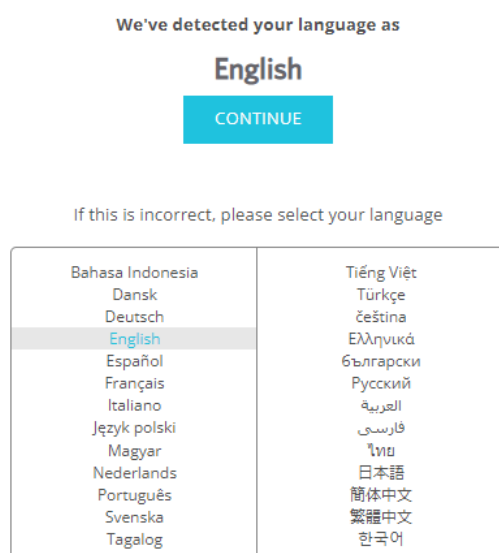 We've detected your language as
English
CONTINUE
If this is incorrect, please select your language
Bahasa Indonesia
Dansk
Deutsch
English
Español
Français
Italiano
Język polski
Magyar
Nederlands
Português
Svenska
Tagalog
Tiếng Việt
Türkçe
čeština
Ελληνικά
български
Русский
العربية
فارسی
ไทย
日本語
简体中文
繁體中文
한국어